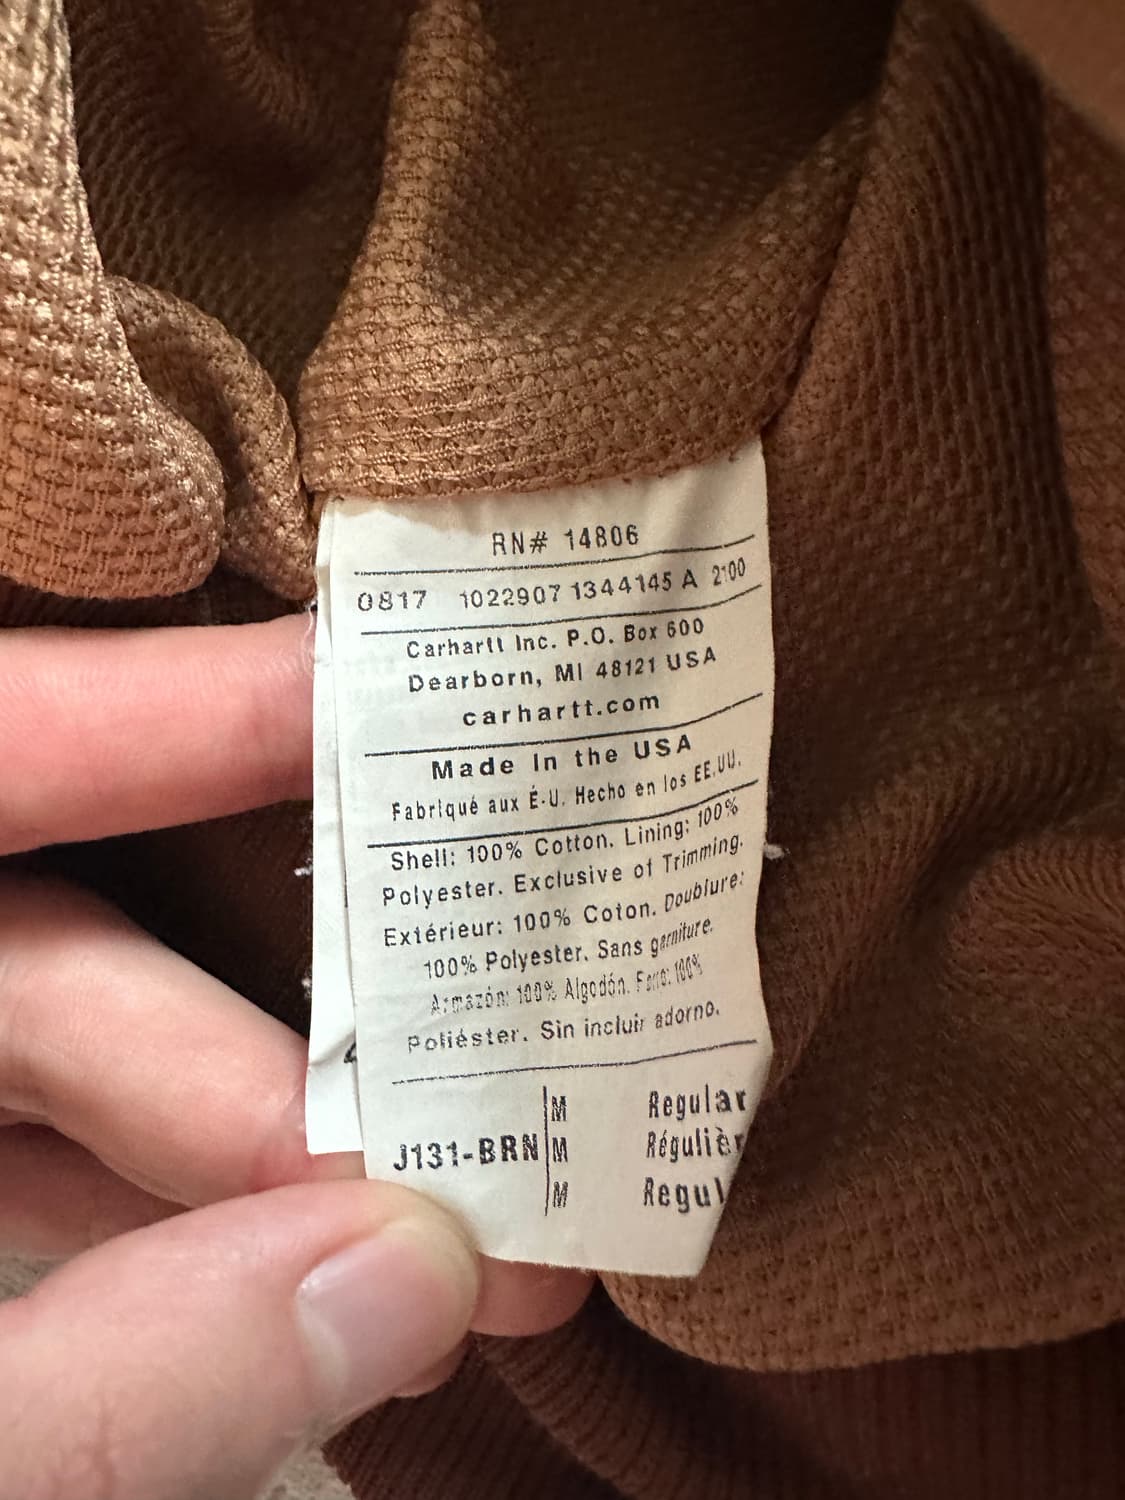 RN# 14806
0817 1022907 1344145 A 2100
Carhartt Inc. P.O. Box 600
Dearborn, MI 48121 USA
carhartt.com
Made In the USA
Fabriqué aux É-U. Hecho en los EE.UU.
Shell: 100% Cotton. Lining: 100%
Polyester. Exclusive of Trimming.
Extérieur: 100% Coton. Doublure:
100% Polyester. Sans garniture.
Armazón: 100% Algodón. 100%
Poliéster. Sin incluir adorno.
M Regular
J131-BRN M Régulièr
M Regul